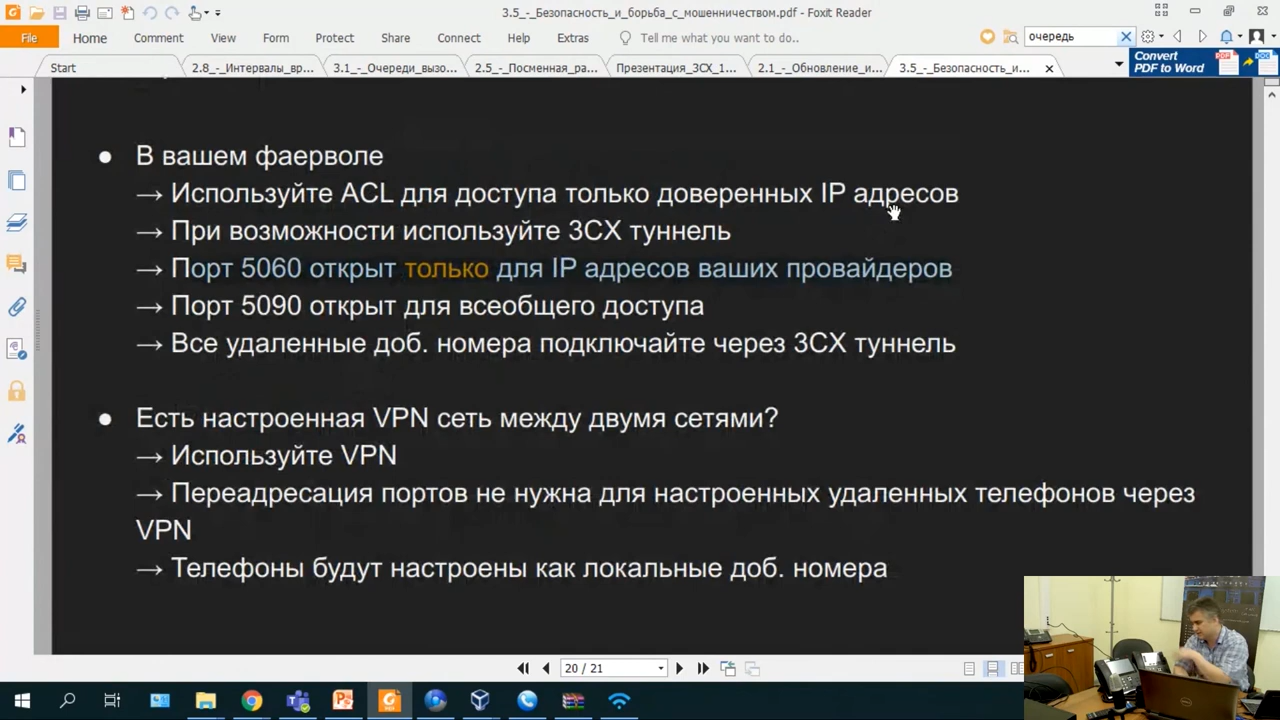 3.5_-_Безопасность_и_борьба_с_мошенничеством.pdf - Foxit Reader
File Home Comment View Form Protect Share Connect Help Extras Tell me what you want to do.. очередь
Start 2.8_-_Интервалы_вр... 3.1_-_Очереди_вызо... 2.5_-_Поменная_ра... Презентация_3CX_1... 2.1_-_Обновление_и... 3.5_-_Безопасность_и...
Convert
PDF to Word
● В вашем фаерволе
→ Используйте ACL для доступа только доверенных IP адресов
→ При возможности используйте 3CX туннель
→ Порт 5060 открыт только для IP адресов ваших провайдеров
→ Порт 5090 открыт для всеобщего доступа
→ Все удаленные доб. номера подключайте через 3CX туннель
● Есть настроенная VPN сеть между двумя сетями?
→ Используйте VPN
→ Переадресация портов не нужна для настроенных удаленных телефонов через
VPN
→ Телефоны будут настроены как локальные доб. номера
20 / 21